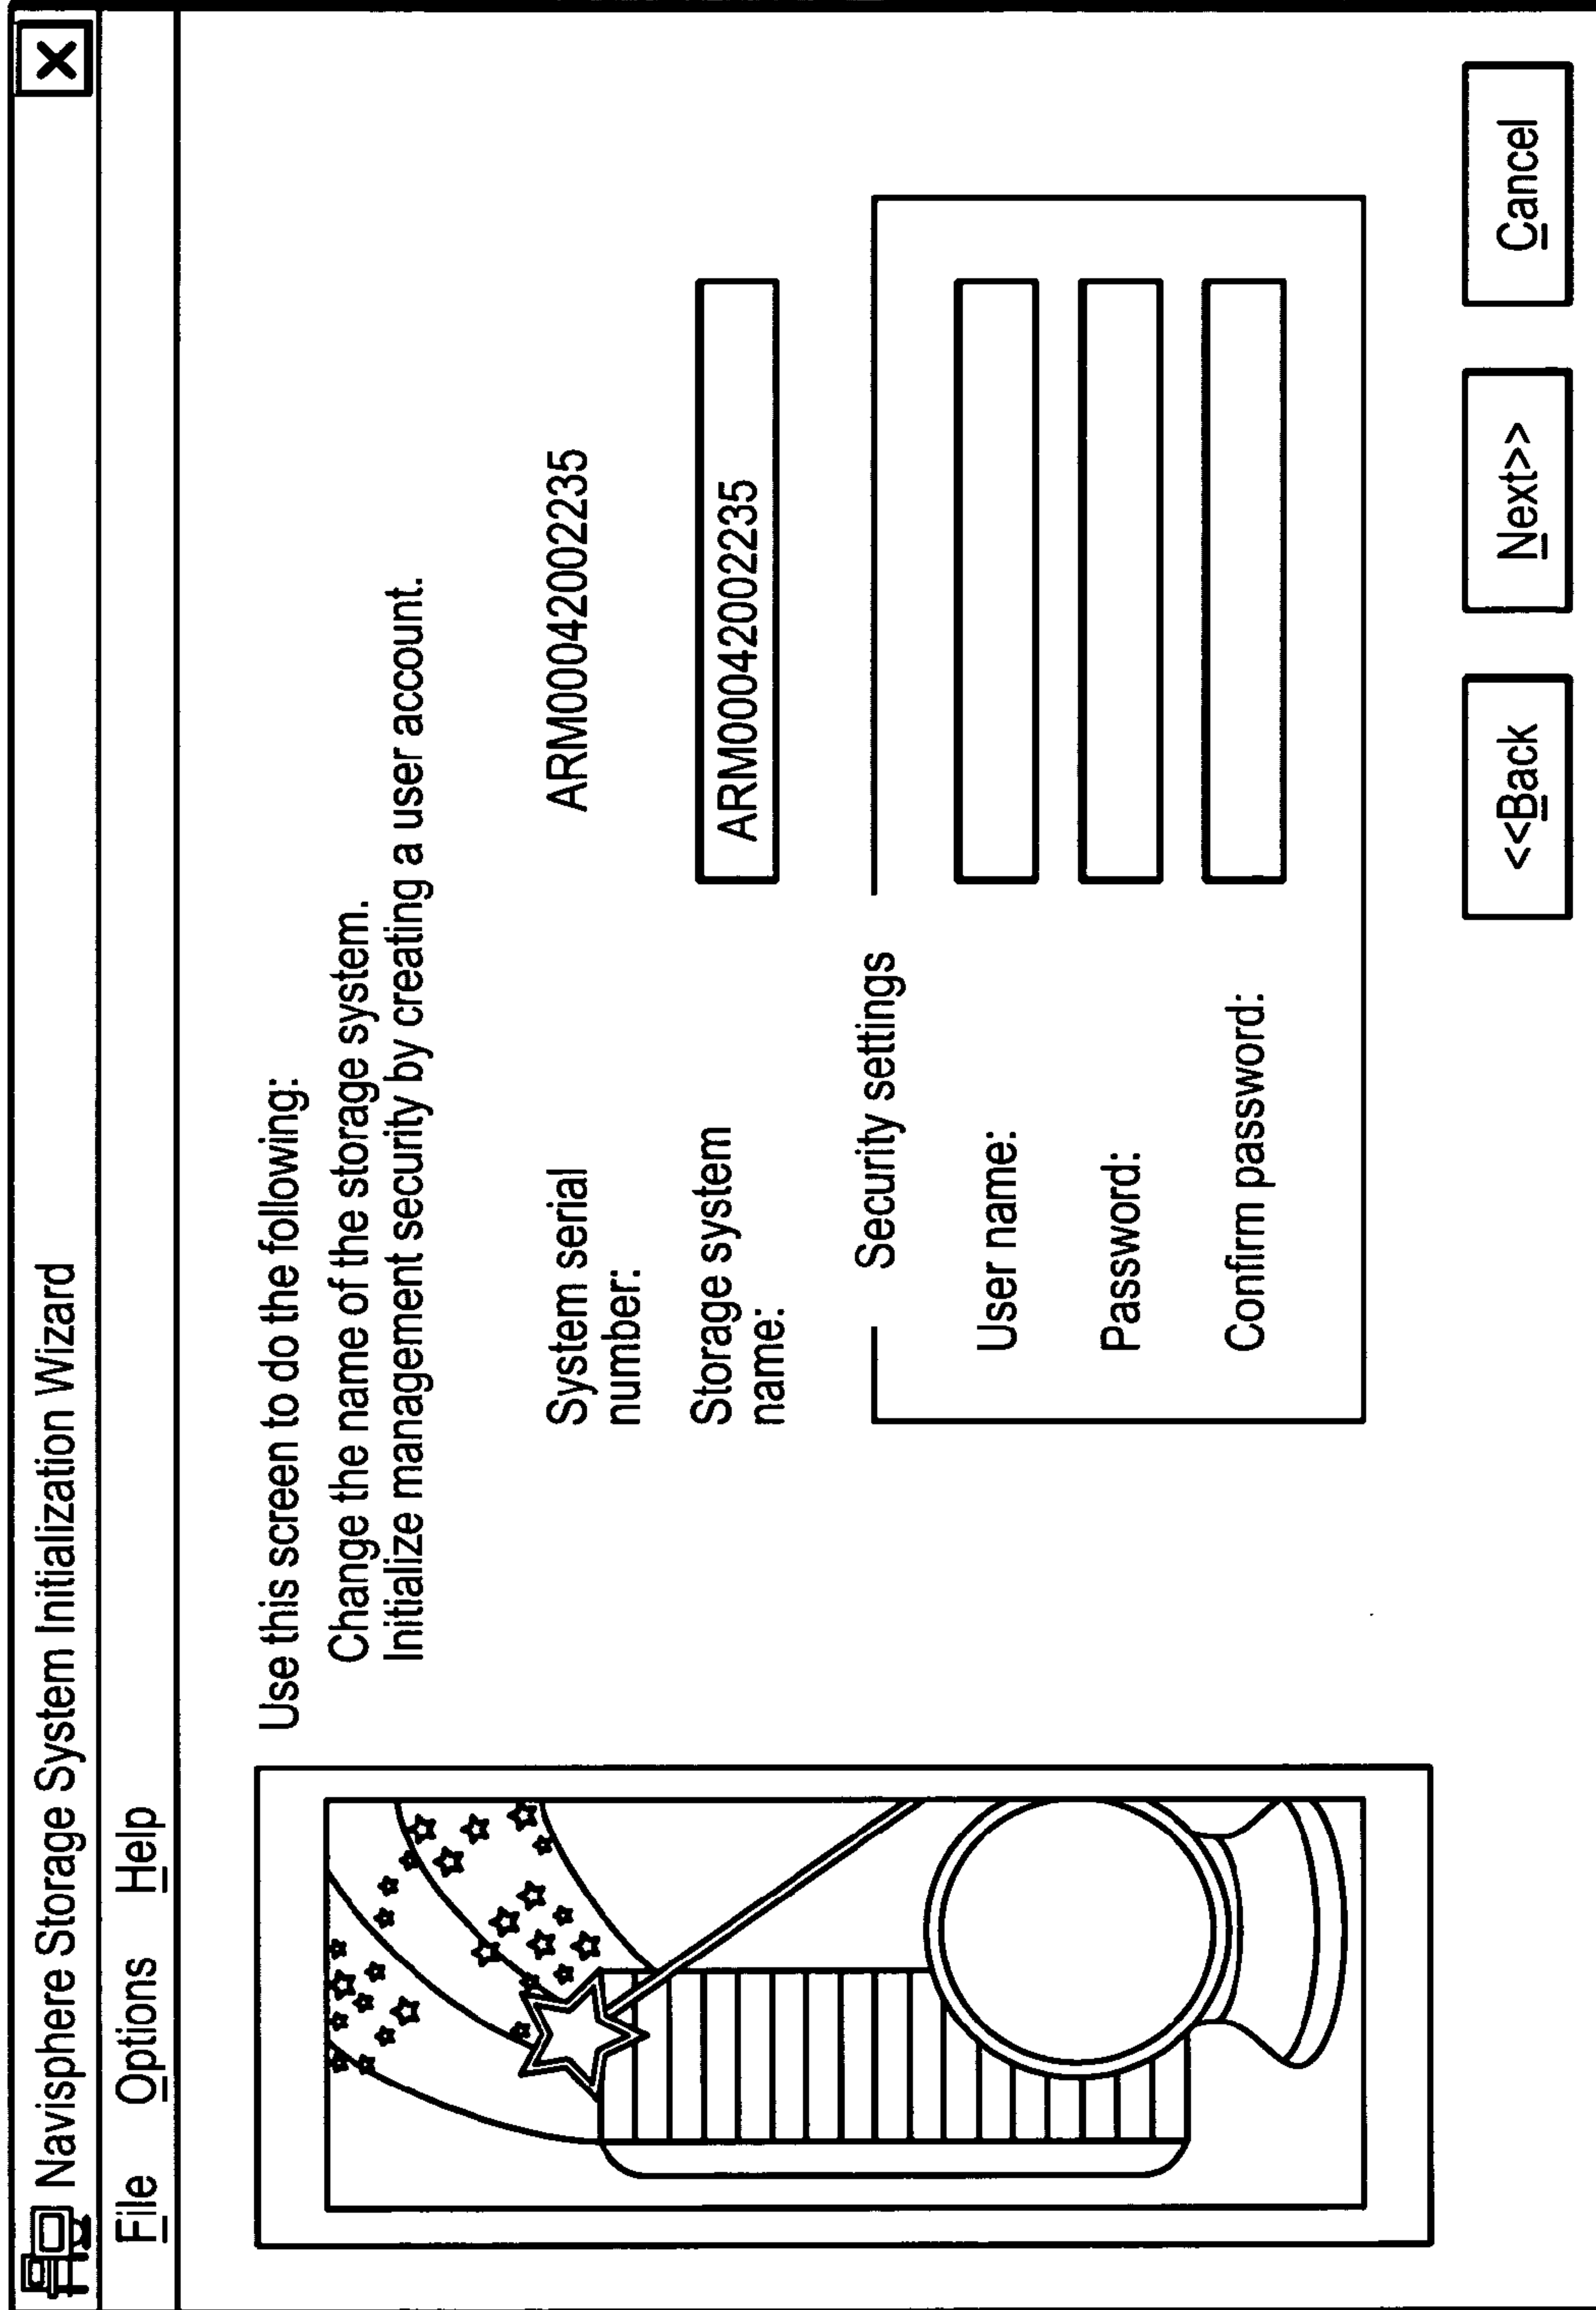 Navisphere Storage System Initialization Wizard
File Options Help
Use this screen to do the following:
Change the name of the storage system.
Initialize management security by creating a user account.
System serial
number:
ARM00042002235
Storage system
name:
ARM00042002235
Security settings
User name:
Password:
Confirm password:
<<Back
Next>>
Cancel